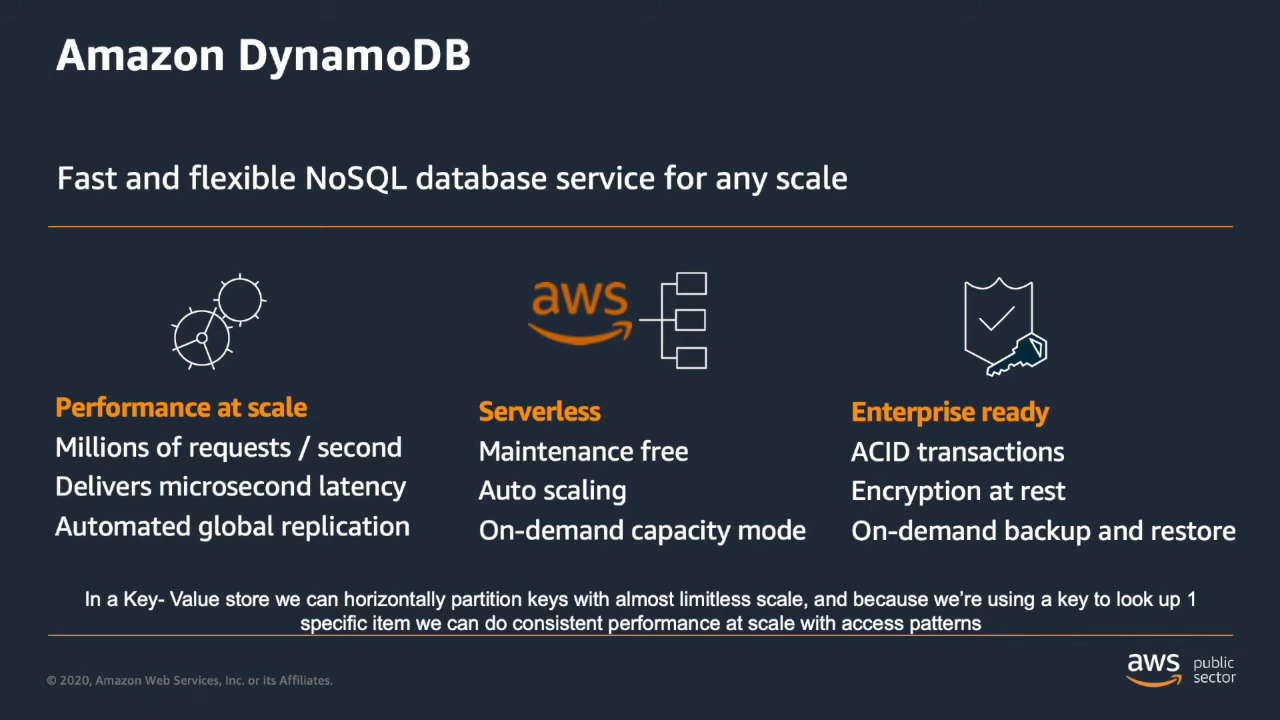 Amazon DynamoDB
Fast and flexible NoSQL database service for any scale
aws
Performance at scale
Millions of requests / second
Delivers microsecond latency
Automated global replication
Serverless
Maintenance free
Auto scaling
On-demand capacity mode
Enterprise ready
ACID transactions
Encryption at rest
On-demand backup and restore
In a Key- Value store we can horizontally partition keys with almost limitless scale, and because we’re using a key to look up 1
specific item we can do consistent performance at scale with access patterns
© 2020, Amazon Web Services, Inc. or its Affiliates.
aws
public
sector